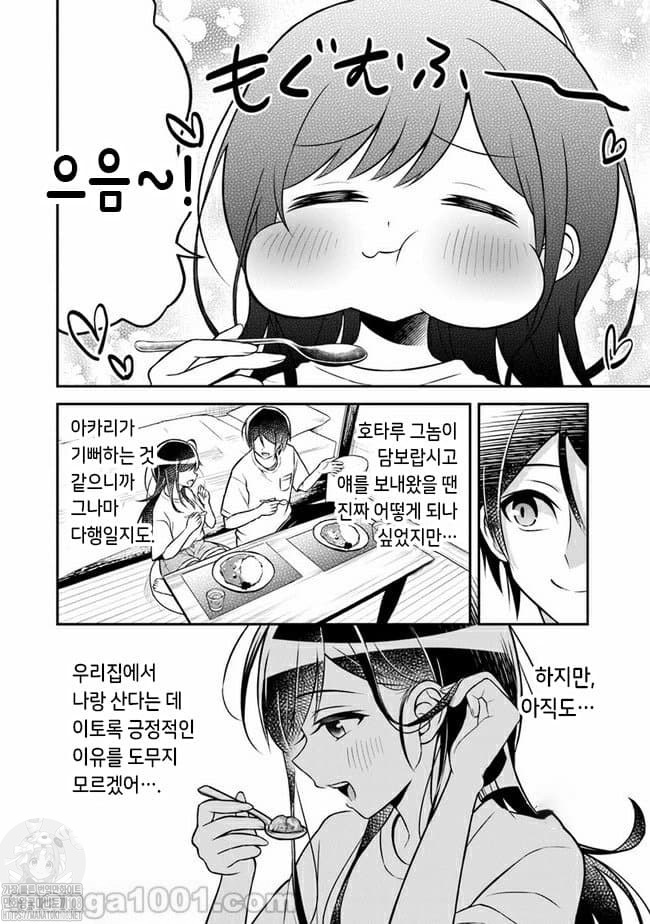 もぐむふ〜
으음~!
호타루 그놈이
담보랍시고
얘를 보내왔을 땐
진짜 어떻게 되나
싶었지만…
아카리가
기뻐하는 것
같으니까
그나마
다행일지도.
하지만,
아직도…
우리집에서
나랑 산다는 데
이토록 긍정적인
이유를 도무지
모르겠어….
nga1001.com